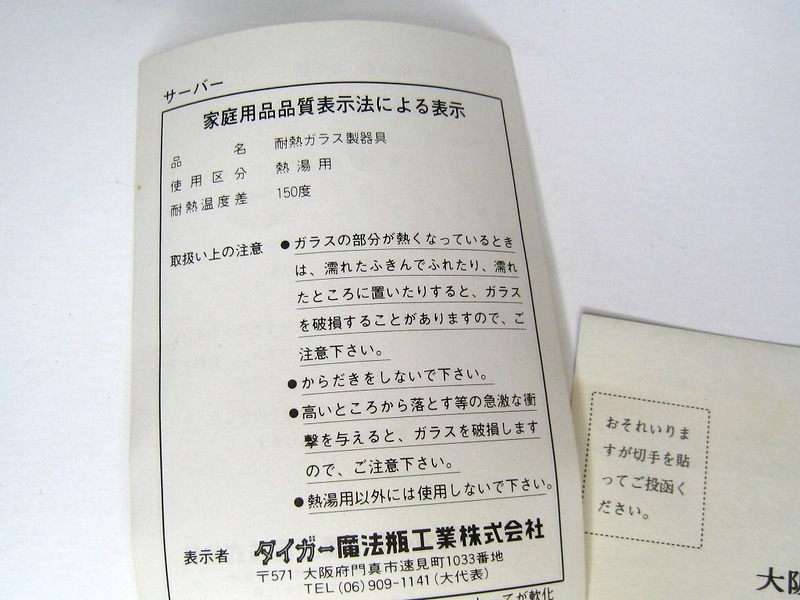 サーバー
家庭用品品質表示法による表示
品名 耐熱ガラス製器具
使用区分 熱湯用
耐熱温度差 150度
取扱い上の注意 ●ガラスの部分が熱くなっているとき
は、濡れたふきんでふれたり、濡れ
たところに置いたりすると、ガラス
を破損することがありますので、ご
注意下さい。
●からだきをしないで下さい。
●高いところから落とす等の急激な衝
撃を与えると、ガラスを破損します
ので、ご注意下さい。
●熱湯用以外には使用しないで下さい。
表示者 タイガー魔法瓶工業株式会社
〒571 大阪府門真市速見町1033番地
TEL(06)909-1141(大代表)
が軟化
おそれいりま
すが切手を貼
ってご投函く
ださい。
大阪